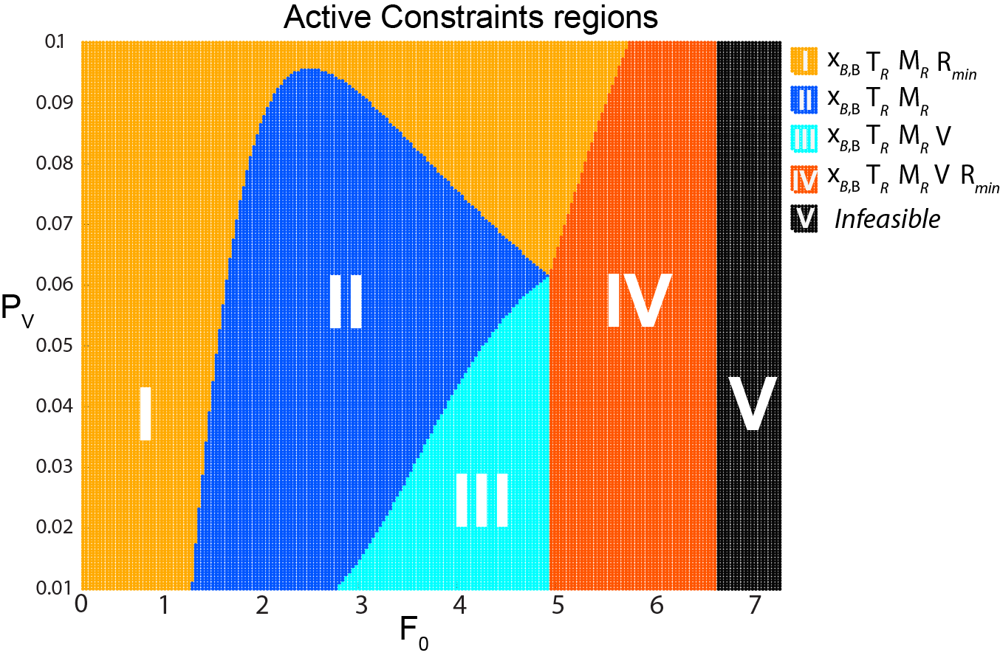 Active Constraints regions
0.1
0.09
0.08
0.07
0.06
0.05
0.04
0.03
0.02
0.01
P_V
0 1 2 3 4 5 6 7
F_0
I
II
III
IV
V
I x_B,B T_R M_R R_min
II x_B,B T_R M_R
III x_B,B T_R M_R V
IV x_B,B T_R M_R V R_min
V Infeasible